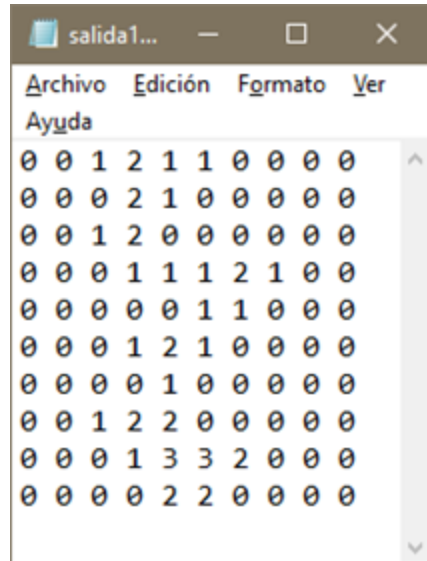 salida1...
Archivo Edición Formato Ver
Ayuda
0 0 1 2 1 1 0 0 0 0
0 0 0 2 1 0 0 0 0 0
0 0 1 2 0 0 0 0 0 0
0 0 0 1 1 1 2 1 0 0
0 0 0 0 0 1 1 0 0 0
0 0 0 1 2 1 0 0 0 0
0 0 0 0 1 0 0 0 0 0
0 0 1 2 2 0 0 0 0 0
0 0 0 1 3 3 2 0 0 0
0 0 0 0 2 2 0 0 0 0